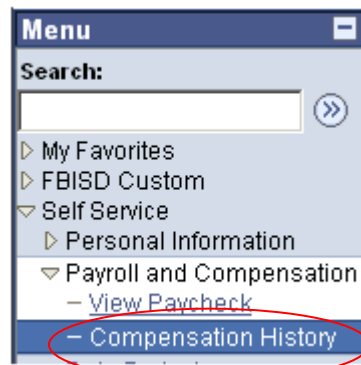 Menu
Search:
My Favorites
FBISD Custom
Self Service
Personal Information
Payroll and Compensation
– View Paycheck
– Compensation History